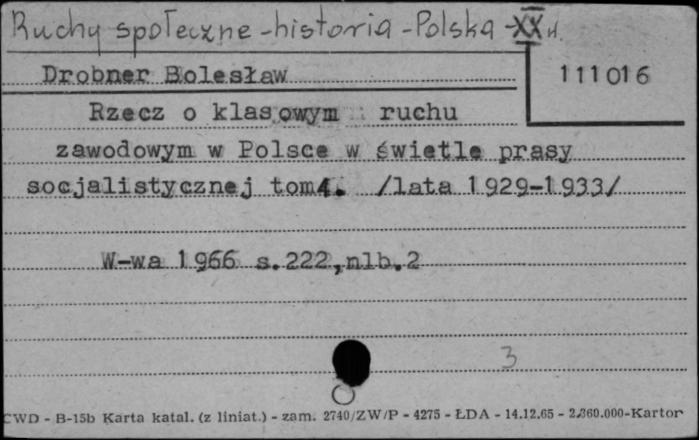 Ruchy społeczne - historia - Polska - XX w.
Drobner Bolesław
111016
Rzecz o klasowym ruchu
zawodowym w Polsce w świetle prasy
socjalistycznej tom4. /lata 1929-1933/
W-wa 1966 s.222,nlb.2
3
CWD - B-15b Karta katal. (z liniat.) - zam. 2740/ZW/P - 4275 - ŁDA - 14.12.65 - 2.360.000-Kartor